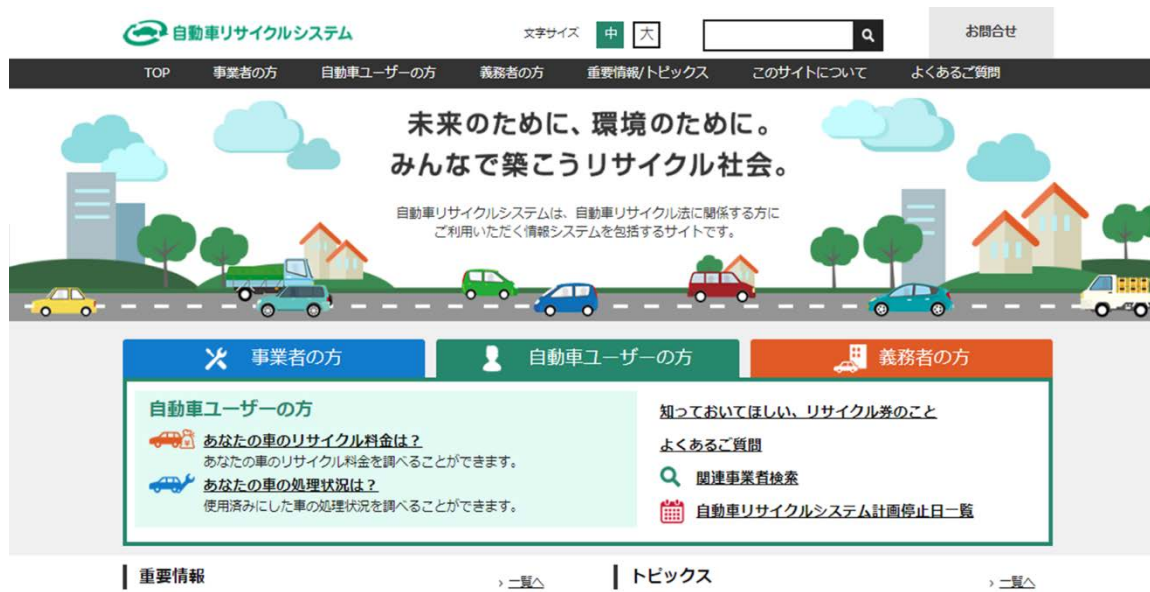 自動車リサイクルシステム
文字サイズ 中 大
お問合せ
TOP 事業者の方 自動車ユーザーの方 義務者の方 重要情報/トピックス このサイトについて よくあるご質問
未来のために、環境のために。
みんなで築こうリサイクル社会。
自動車リサイクルシステムは、自動車リサイクル法に関係する方に
ご利用いただく情報システムを包括するサイトです。
事業者の方 自動車ユーザーの方 義務者の方
自動車ユーザーの方
あなたの車のリサイクル料金は？
あなたの車のリサイクル料金を調べることができます。
あなたの車の処理状況は？
使用済みにした車の処理状況を調べることができます。
知っておいてほしい、リサイクル券のこと
よくあるご質問
関連事業者検索
自動車リサイクルシステム計画停止日一覧
重要情報 › 一覧へ
トピックス › 一覧へ